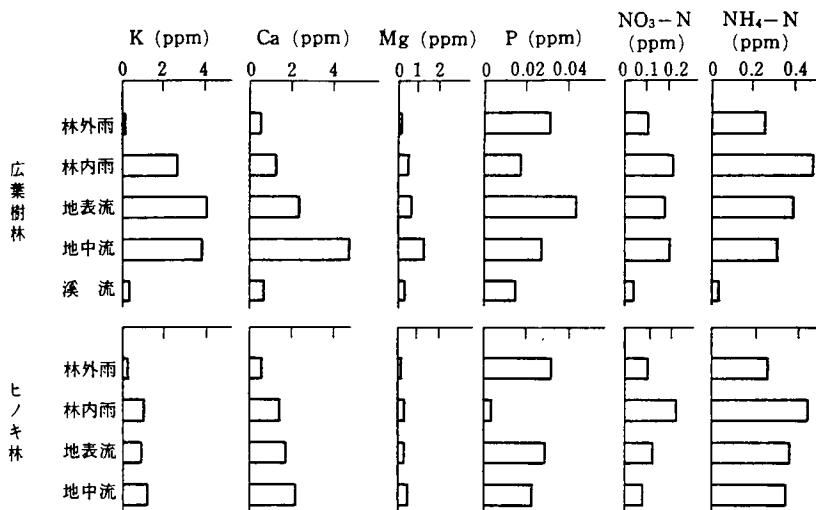 K (ppm) Ca (ppm) Mg (ppm) P (ppm) NO₃-N (ppm) NH₄-N (ppm)
0 2 4 0 2 4 0 1 2 0 0.02 0.04 0 0.1 0.2 0 0.2 0.4
広葉樹林
林外雨
林内雨
地表流
地中流
渓流
ヒノキ林
林外雨
林内雨
地表流
地中流